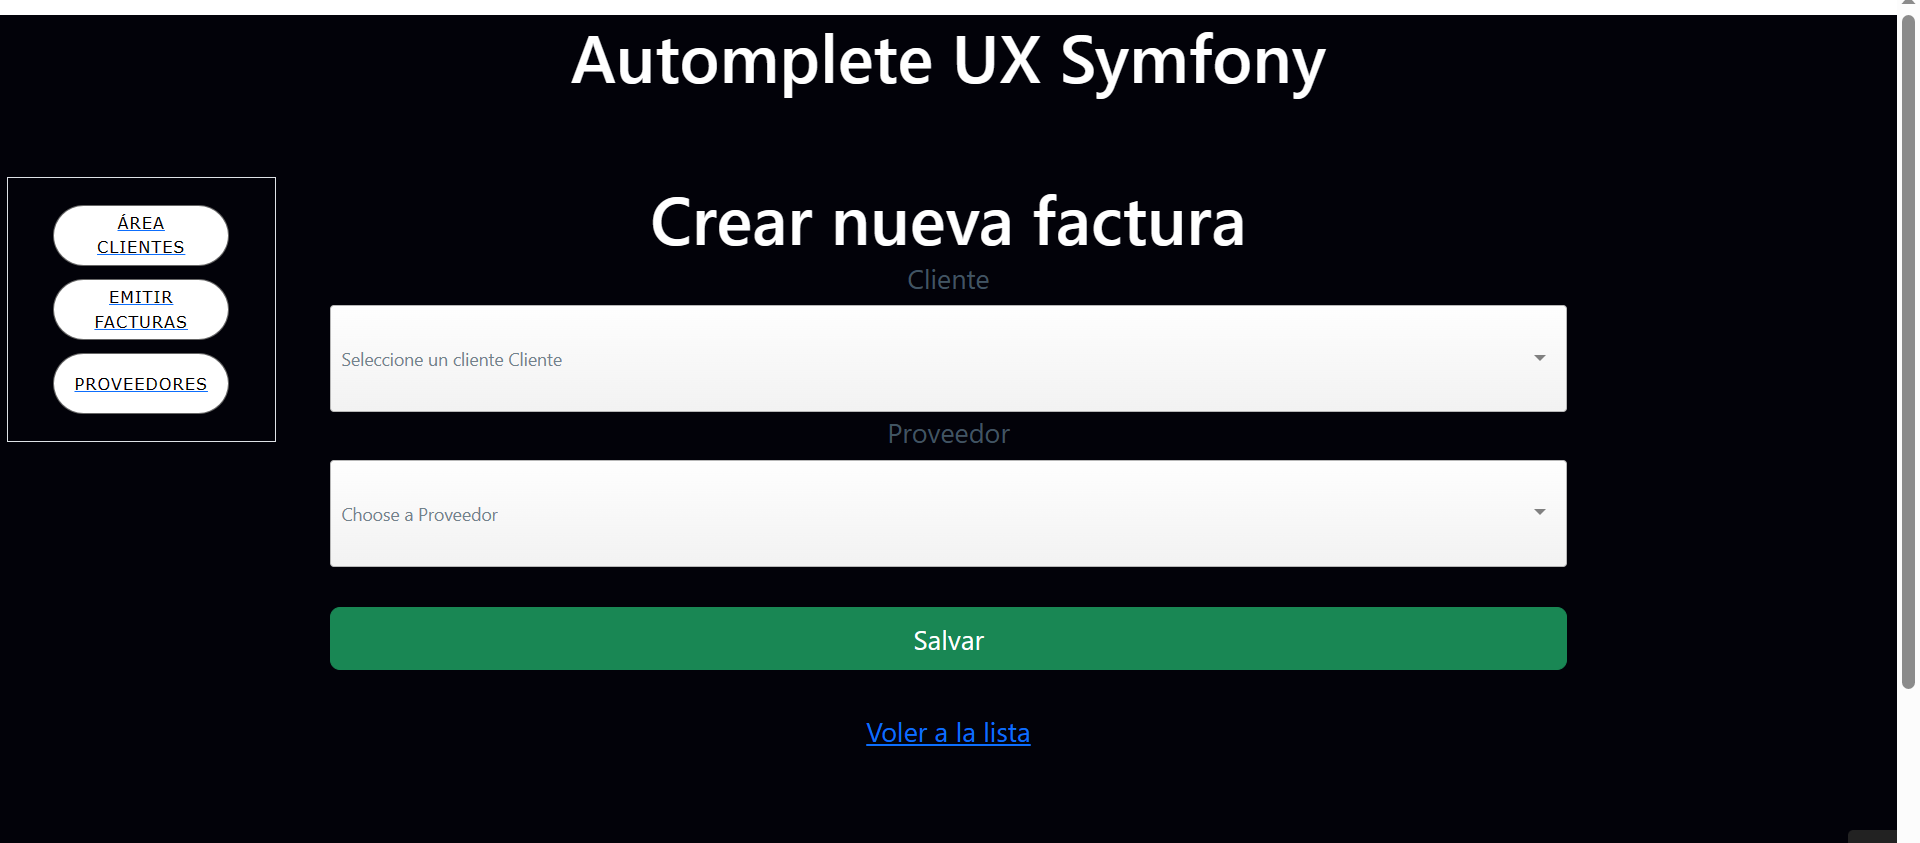 Automplete UX Symfony
ÁREA
CLIENTES
EMITIR
FACTURAS
PROVEEDORES
Crear nueva factura
Cliente
Seleccione un cliente Cliente
Proveedor
Choose a Proveedor
Salvar
Voler a la lista